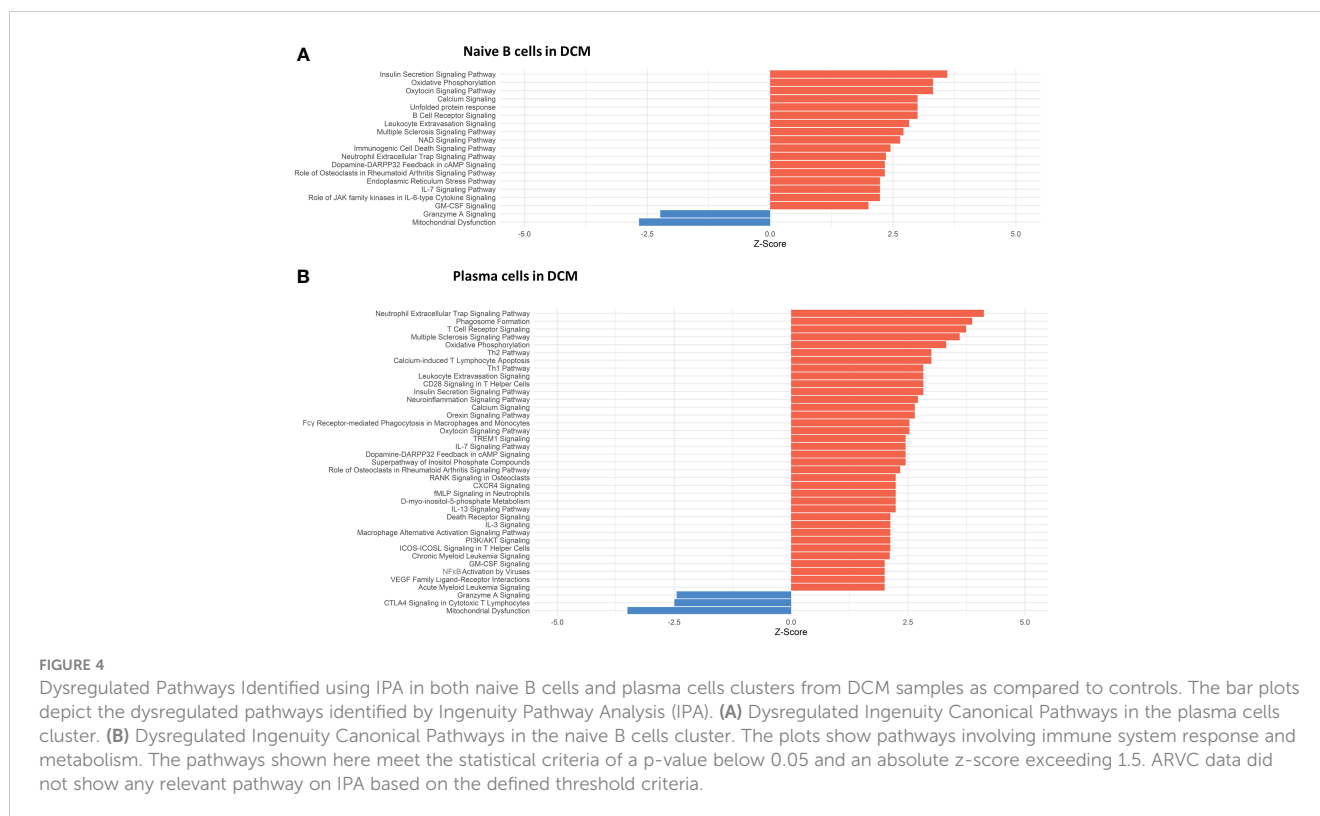 A
Naive B cells in DCM
Insulin Secretion Signaling Pathway
Oxidative Phosphorylation
Oxytocin Signaling Pathway
Calcium Signaling
Unfolded protein response
B Cell Receptor Signaling
Leukocyte Extravasation Signaling
Multiple Sclerosis Signaling Pathway
NAD Signaling Pathway
Immunogenic Cell Death Signaling Pathway
Neutrophil Extracellular Trap Signaling Pathway
Dopamine-DARPP32 Feedback in cAMP Signaling
Role of Osteoclasts in Rheumatoid Arthritis Signaling Pathway
Endoplasmic Reticulum Stress Pathway
IL-7 Signaling Pathway
Role of JAK family kinases in IL-6-type Cytokine Signaling
GM-CSF Signaling
Granzyme A Signaling
Mitochondrial Dysfunction
-5.0 -2.5 0.0 2.5 5.0
Z-Score
B
Plasma cells in DCM
Neutrophil Extracellular Trap Signaling Pathway
Phagosome Formation
T Cell Receptor Signaling
Multiple Sclerosis Signaling Pathway
Oxidative Phosphorylation
Th2 Pathway
Calcium-induced T Lymphocyte Apoptosis
Th1 Pathway
Leukocyte Extravasation Signaling
CD28 Signaling in T Helper Cells
Insulin Secretion Signaling Pathway
Neuroinflammation Signaling Pathway
Calcium Signaling
Orexin Signaling Pathway
Fcγ Receptor-mediated Phagocytosis in Macrophages and Monocytes
Oxytocin Signaling Pathway
TREM1 Signaling
IL-7 Signaling Pathway
Dopamine-DARPP32 Feedback in cAMP Signaling
Superpathway of Inositol Phosphate Compounds
Role of Osteoclasts in Rheumatoid Arthritis Signaling Pathway
RANK Signaling in Osteoclasts
CXCR4 Signaling
fMLP Signaling in Neutrophils
D-myo-inositol-5-phosphate Metabolism
IL-13 Signaling Pathway
Death Receptor Signaling
IL-3 Signaling
Macrophage Alternative Activation Signaling Pathway
PI3K/AKT Signaling
ICOS-ICOSL Signaling in T Helper Cells
Chronic Myeloid Leukemia Signaling
GM-CSF Signaling
NFκB Activation by Viruses
VEGF Family Ligand-Receptor Interactions
Acute Myeloid Leukemia Signaling
Granzyme A Signaling
CTLA4 Signaling in Cytotoxic T Lymphocytes
Mitochondrial Dysfunction
-5.0 -2.5 0.0 2.5 5.0
Z-Score
FIGURE 4
Dysregulated Pathways Identified using IPA in both naive B cells and plasma cells clusters from DCM samples as compared to controls. The bar plots
depict the dysregulated pathways identified by Ingenuity Pathway Analysis (IPA). (A) Dysregulated Ingenuity Canonical Pathways in the plasma cells
cluster. (B) Dysregulated Ingenuity Canonical Pathways in the naive B cells cluster. The plots show pathways involving immune system response and
metabolism. The pathways shown here meet the statistical criteria of a p-value below 0.05 and an absolute z-score exceeding 1.5. ARVC data did
not show any relevant pathway on IPA based on the defined threshold criteria.